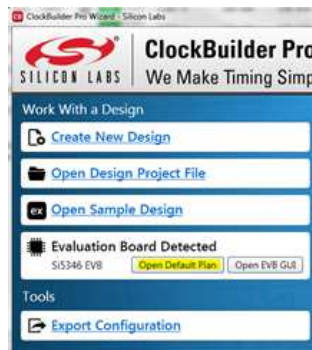 ClockBuilder Pro Wizard - Silicon Labs
SILICON LABS
ClockBuilder Pro
We Make Timing Simp
Work With a Design
Create New Design
Open Design Project File
ex Open Sample Design
Evaluation Board Detected
Si5346 EVB Open Default Plan Open EVB GUI
Tools
Export Configuration